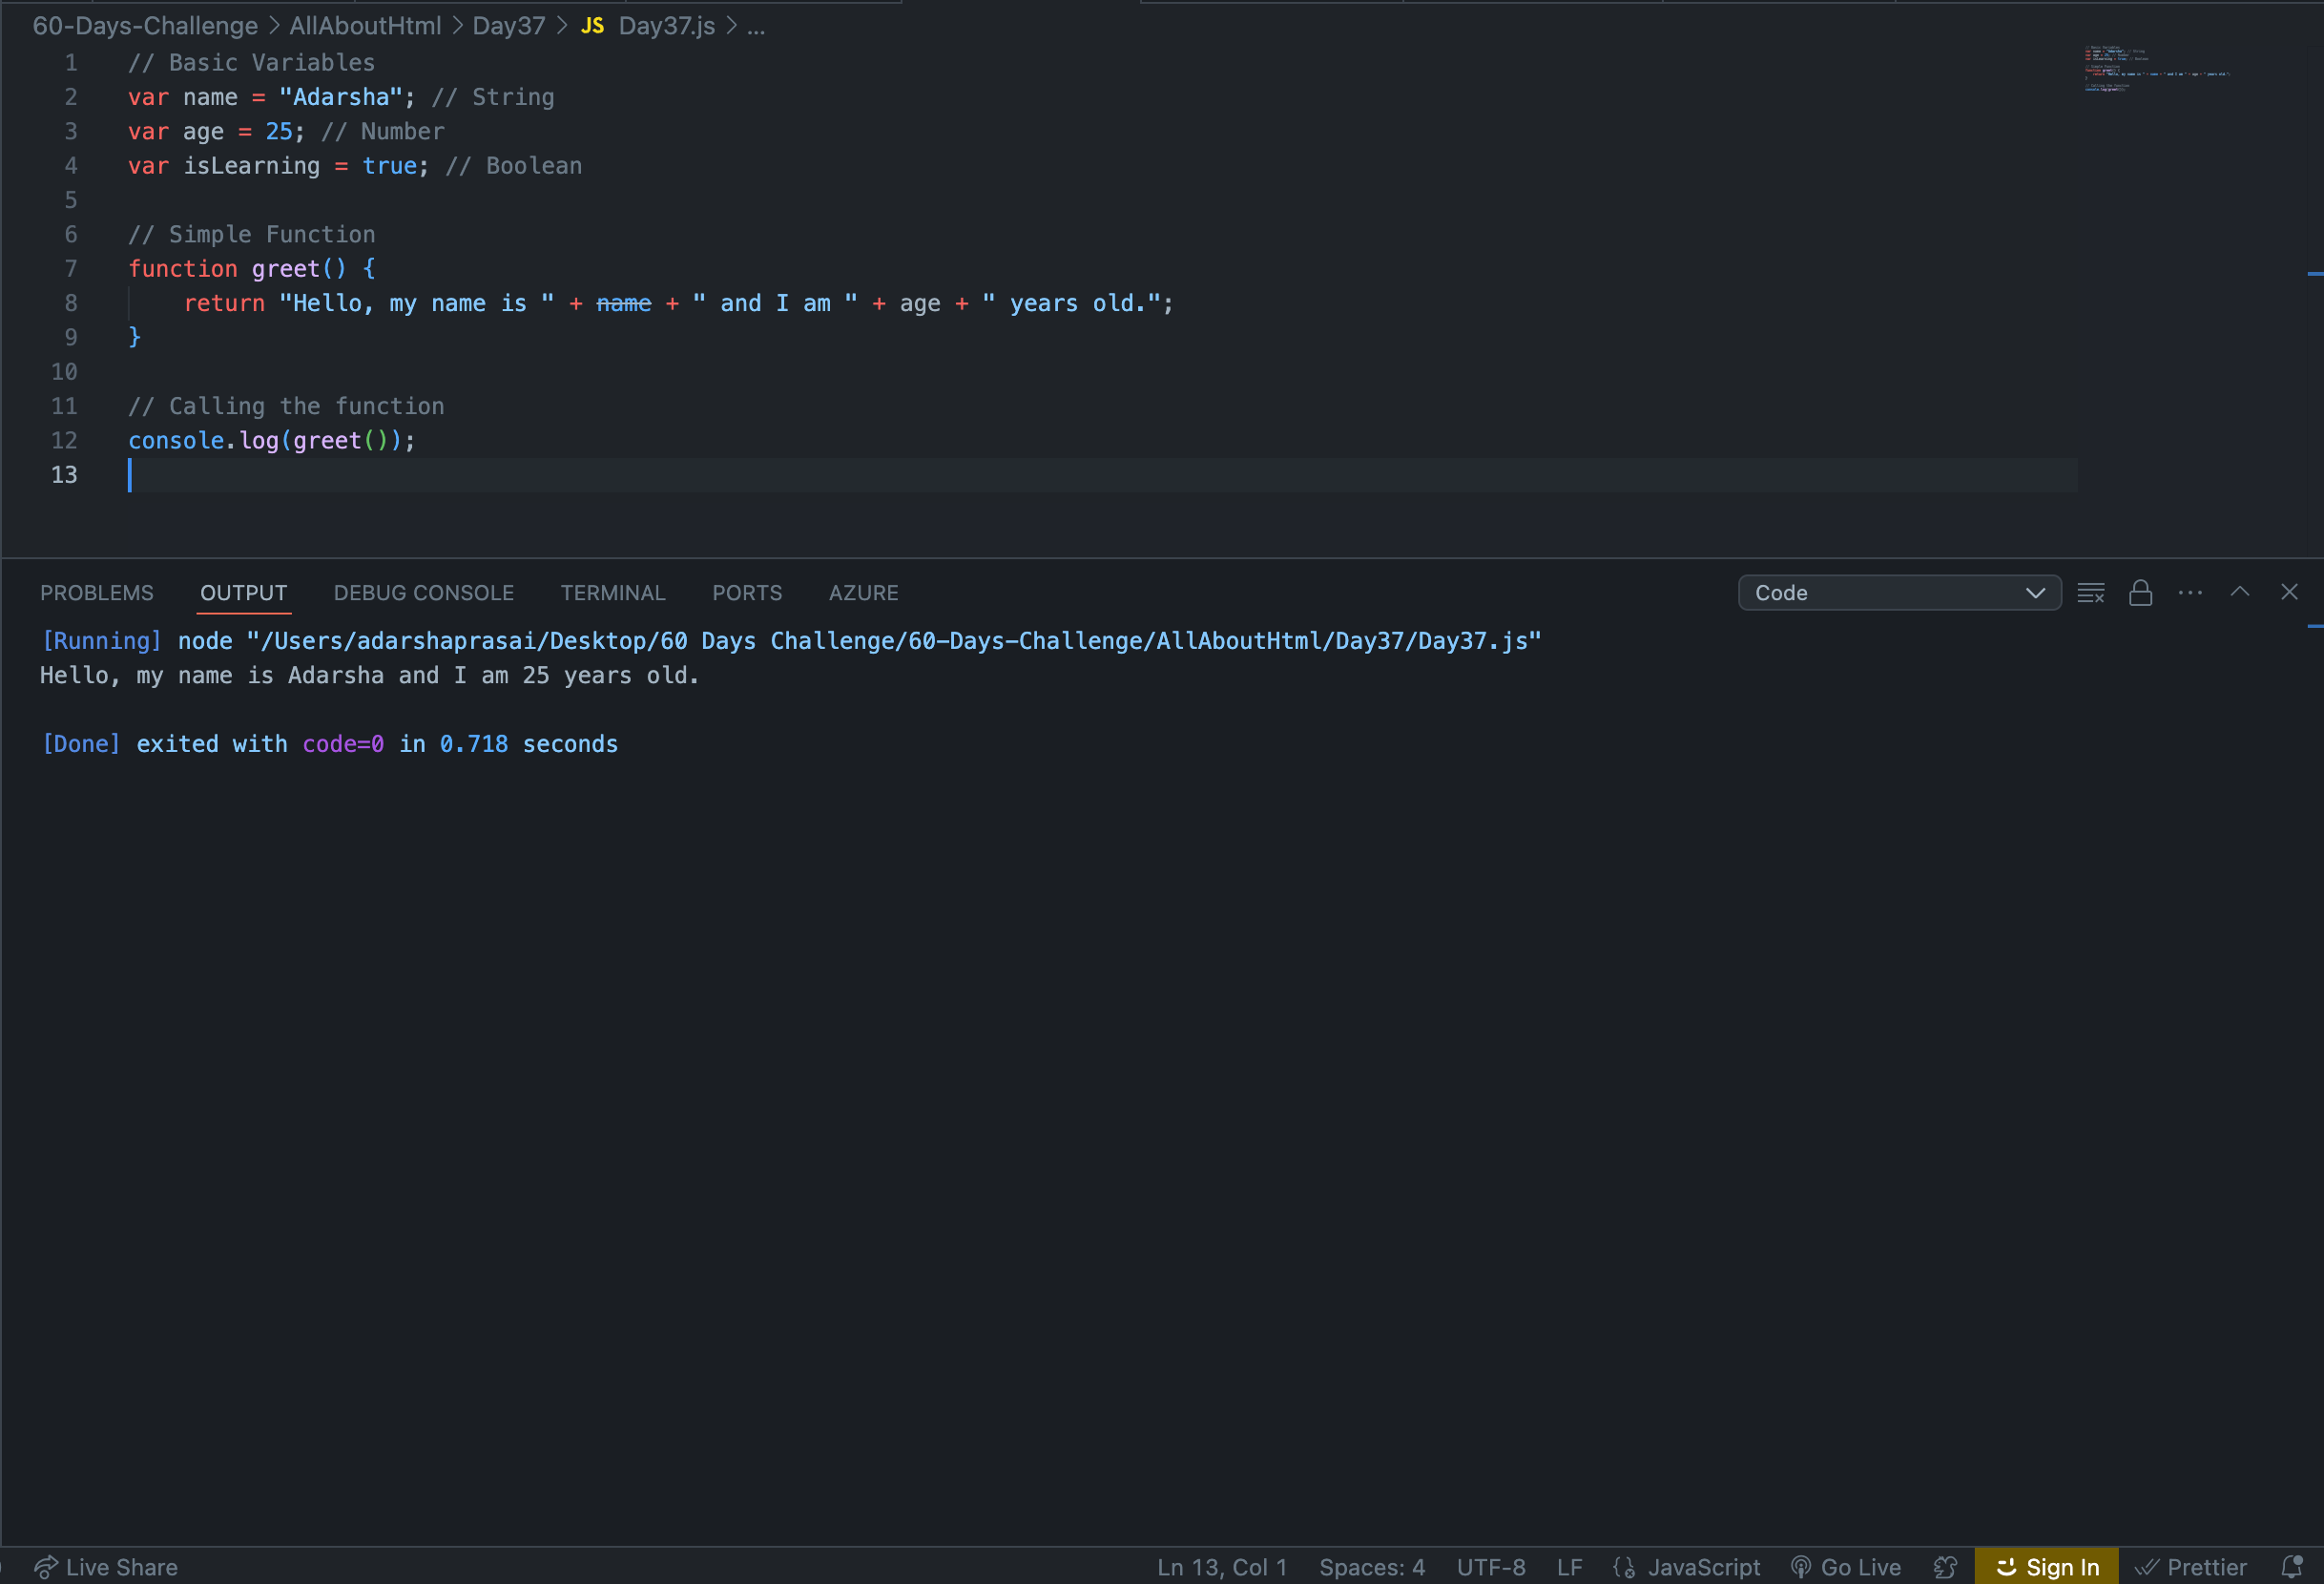 60-Days-Challenge > AllAboutHtml > Day37 > JS Day37.js > ...
1 // Basic Variables
2 var name = "Adarsha"; // String
3 var age = 25; // Number
4 var isLearning = true; // Boolean
5
6 // Simple Function
7 function greet() {
8     return "Hello, my name is " + name + " and I am " + age + " years old.";
9 }
10
11 // Calling the function
12 console.log(greet());
13
PROBLEMS OUTPUT DEBUG CONSOLE TERMINAL PORTS AZURE Code
[Running] node "/Users/adarshaprasai/Desktop/60 Days Challenge/60-Days-Challenge/AllAboutHtml/Day37/Day37.js"
Hello, my name is Adarsha and I am 25 years old.
[Done] exited with code=0 in 0.718 seconds
Live Share Ln 13, Col 1 Spaces: 4 UTF-8 LF JavaScript Go Live Sign In Prettier